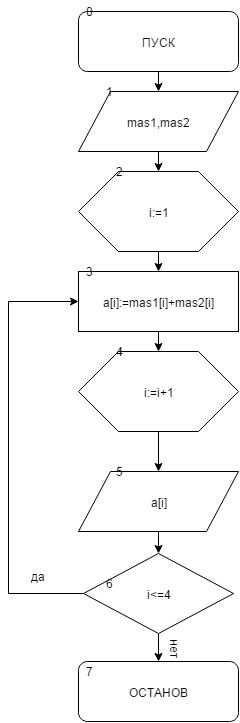 0
ПУСК
1
mas1,mas2
2
i:=1
3
a[i]:=mas1[i]+mas2[i]
4
i:=i+1
5
a[i]
да
6
i<=4
нет
7
ОСТАНОВ